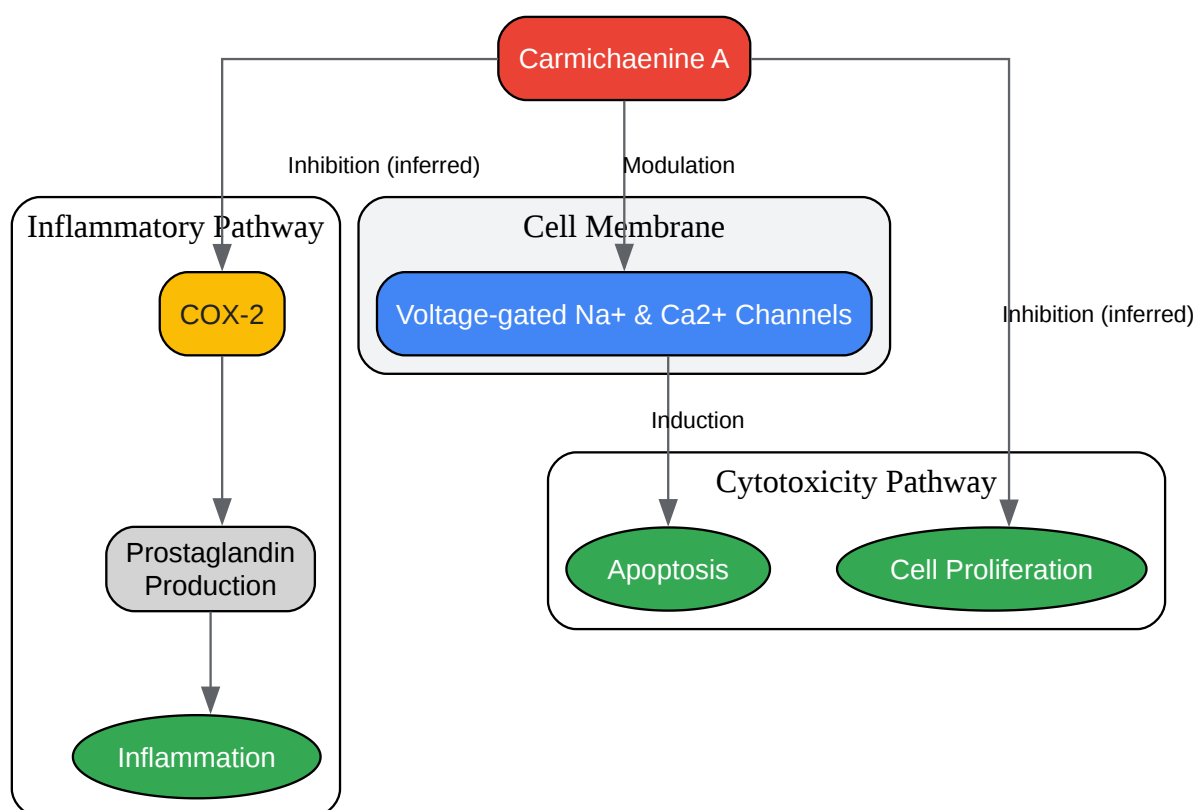 Carmichaenine A
Inhibition (inferred)
Modulation
Inflammatory Pathway
Cell Membrane
COX-2
Voltage-gated Na+ & Ca2+ Channels
Inhibition (inferred)
Induction
Cytotoxicity Pathway
Prostaglandin
Production
Apoptosis
Cell Proliferation
Inflammation